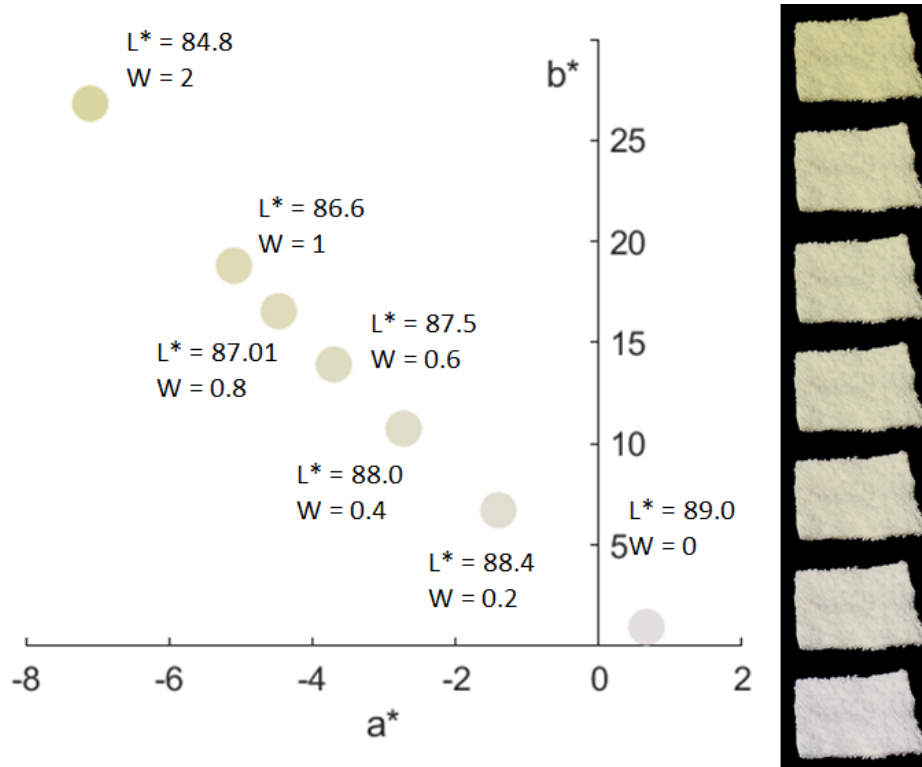 L* = 84.8
W = 2
b*
25
L* = 86.6
W = 1
20
L* = 87.5
W = 0.6
15
L* = 87.01
W = 0.8
10
L* = 88.0
W = 0.4
L* = 89.0
5
W = 0
L* = 88.4
W = 0.2
-8 -6 -4 -2 0 2
a*